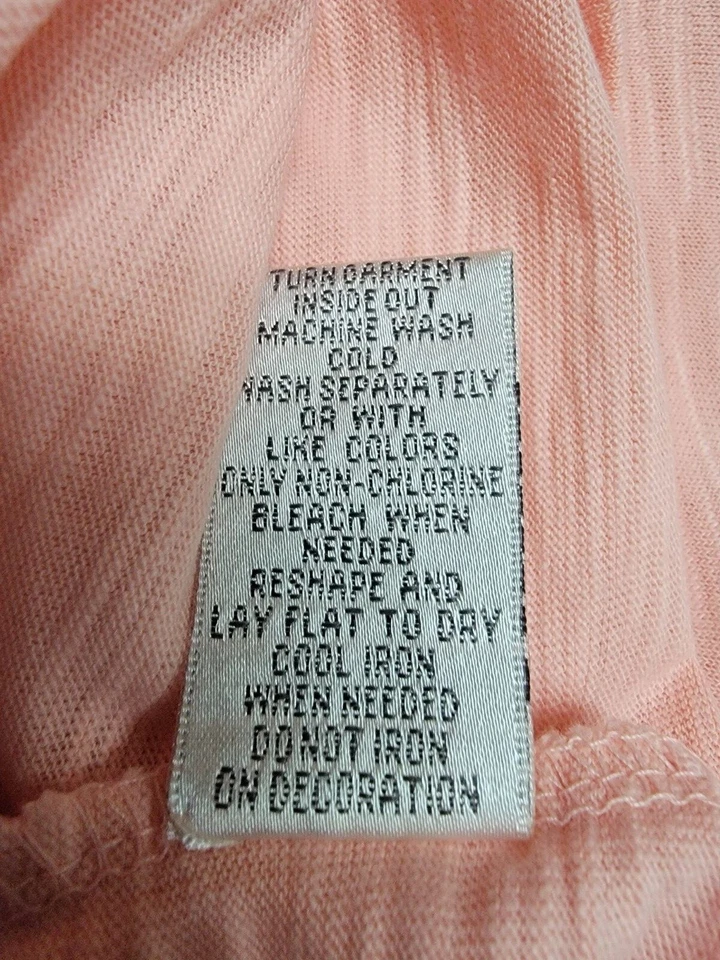 TURN GARMENT
INSIDE OUT
MACHINE WASH
COLD
WASH SEPARATELY
OR WITH
LIKE COLORS
ONLY NON-CHLORINE
BLEACH WHEN
NEEDED
RESHAPE AND
LAY FLAT TO DRY
COOL IRON
WHEN NEEDED
DO NOT IRON
ON DECORATION